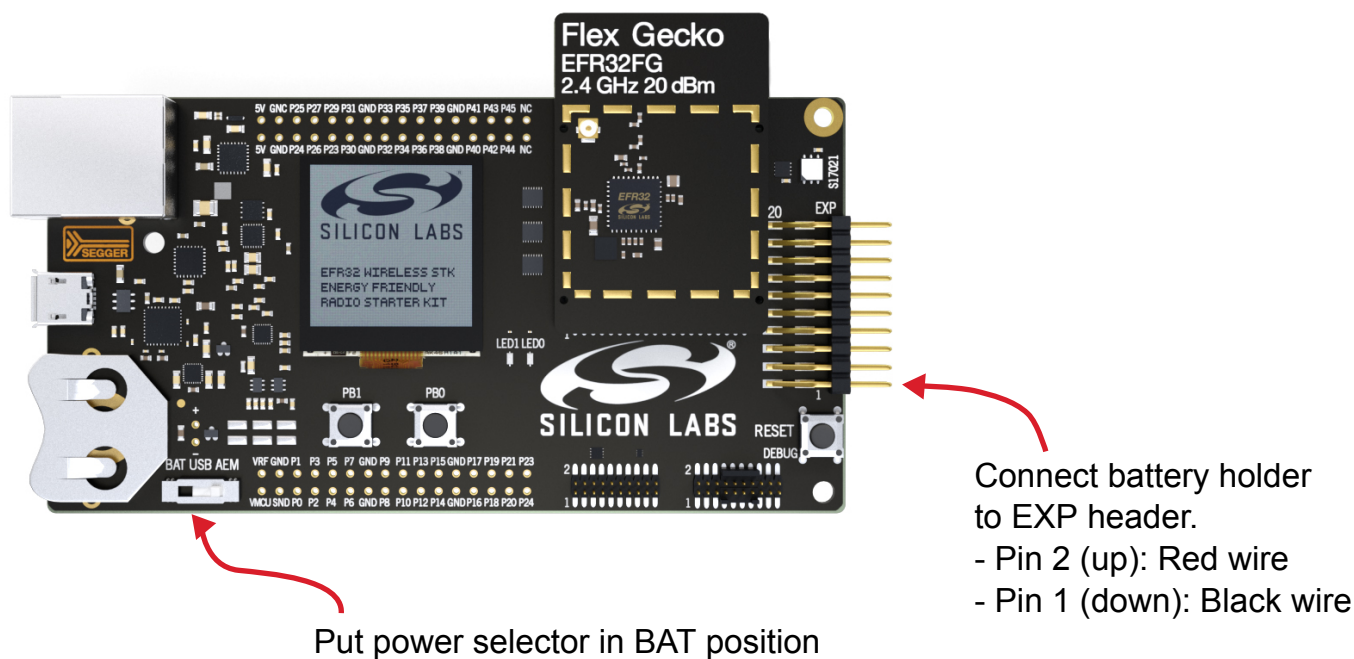 Flex Gecko
EFR32FG
2.4 GHz 20 dBm
5V GNC P25 P27 P29 P31 GND P33 P35 P37 P39 GND P41 P43 P45 NC
5V GND P24 P26 P23 P30 GND P32 P34 P36 P38 GND P40 P42 P44 NC
S17021
EFR32
SILICON LABS
20
EXP
SILICON LABS
SEGGER
EFR32 WIRELESS STK
ENERGY FRIENDLY
RADIO STARTER KIT
LED1 LED0
1
®
PB1
PB0
1
SILICON LABS
RESET
DEBUG
BAT USB AEM
VRF GND P1 P3 P5 P7 GND P9 P11 P13 P15 GND P17 P19 P21 P23
VMCU SND P0 P2 P4 P6 GND P8 P10 P12 P14 GND P16 P18 P20 P24
2
1
2
1
Connect battery holder
to EXP header.
- Pin 2 (up): Red wire
- Pin 1 (down): Black wire
Put power selector in BAT position